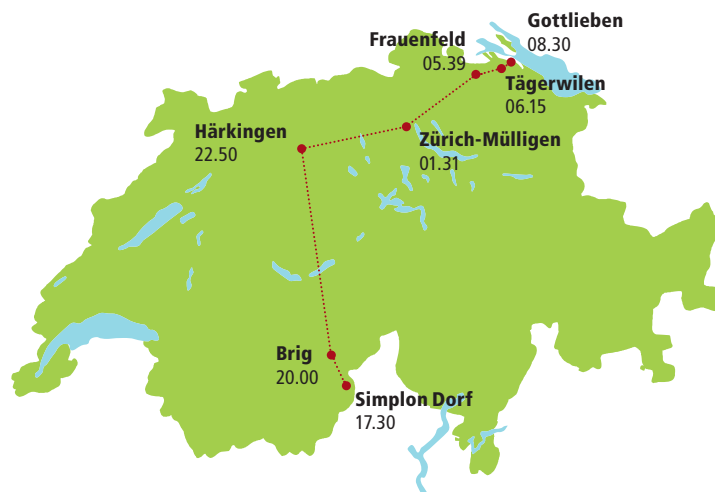 Gottlieben
08.30
Frauenfeld
05.39
Tägerwilen
06.15
Härkingen
22.50
Zürich-Mülligen
01.31
Brig
20.00
Simplon Dorf
17.30